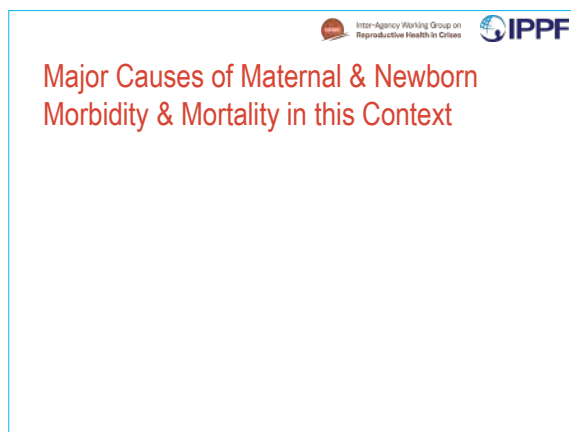 Inter-Agency Working Group on
Reproductive Health in Crises
IPPF
Major Causes of Maternal & Newborn
Morbidity & Mortality in this Context